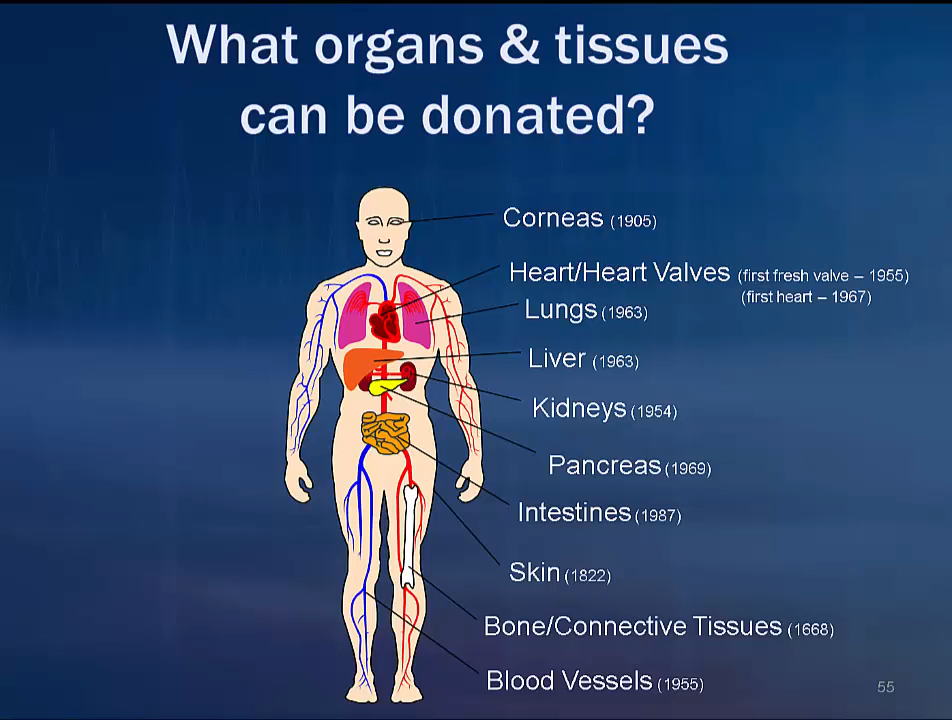 What organs & tissues
can be donated?
Corneas (1905)
Heart/Heart Valves (first fresh valve – 1955)
(first heart – 1967)
Lungs (1963)
Liver (1963)
Kidneys (1954)
Pancreas (1969)
Intestines (1987)
Skin (1822)
Bone/Connective Tissues (1668)
Blood Vessels (1955)
55